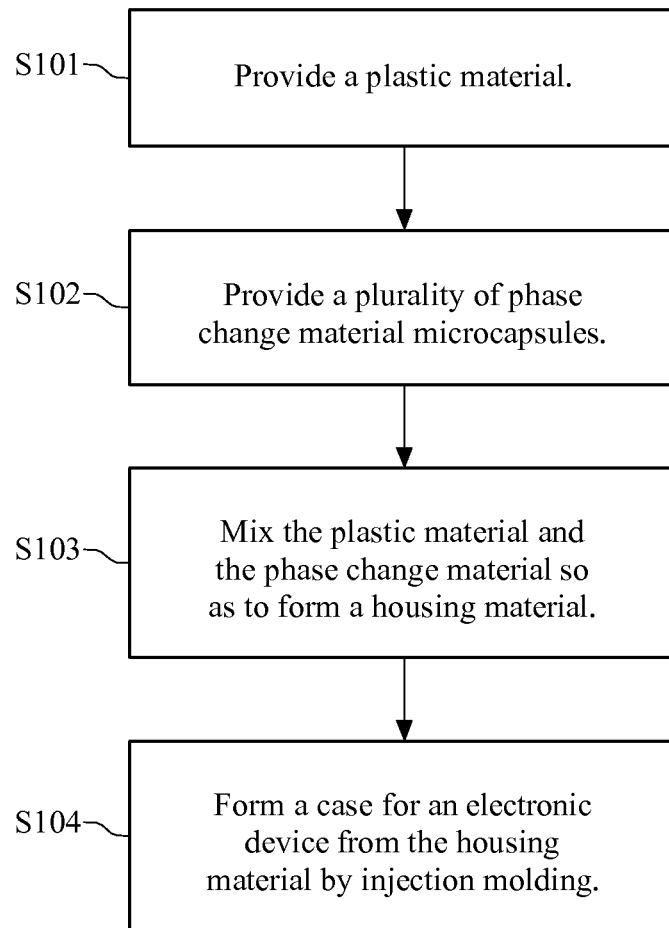 S101
Provide a plastic material.
S102
Provide a plurality of phase
change material microcapsules.
S103
Mix the plastic material and
the phase change material so
as to form a housing material.
S104
Form a case for an electronic
device from the housing
material by injection molding.